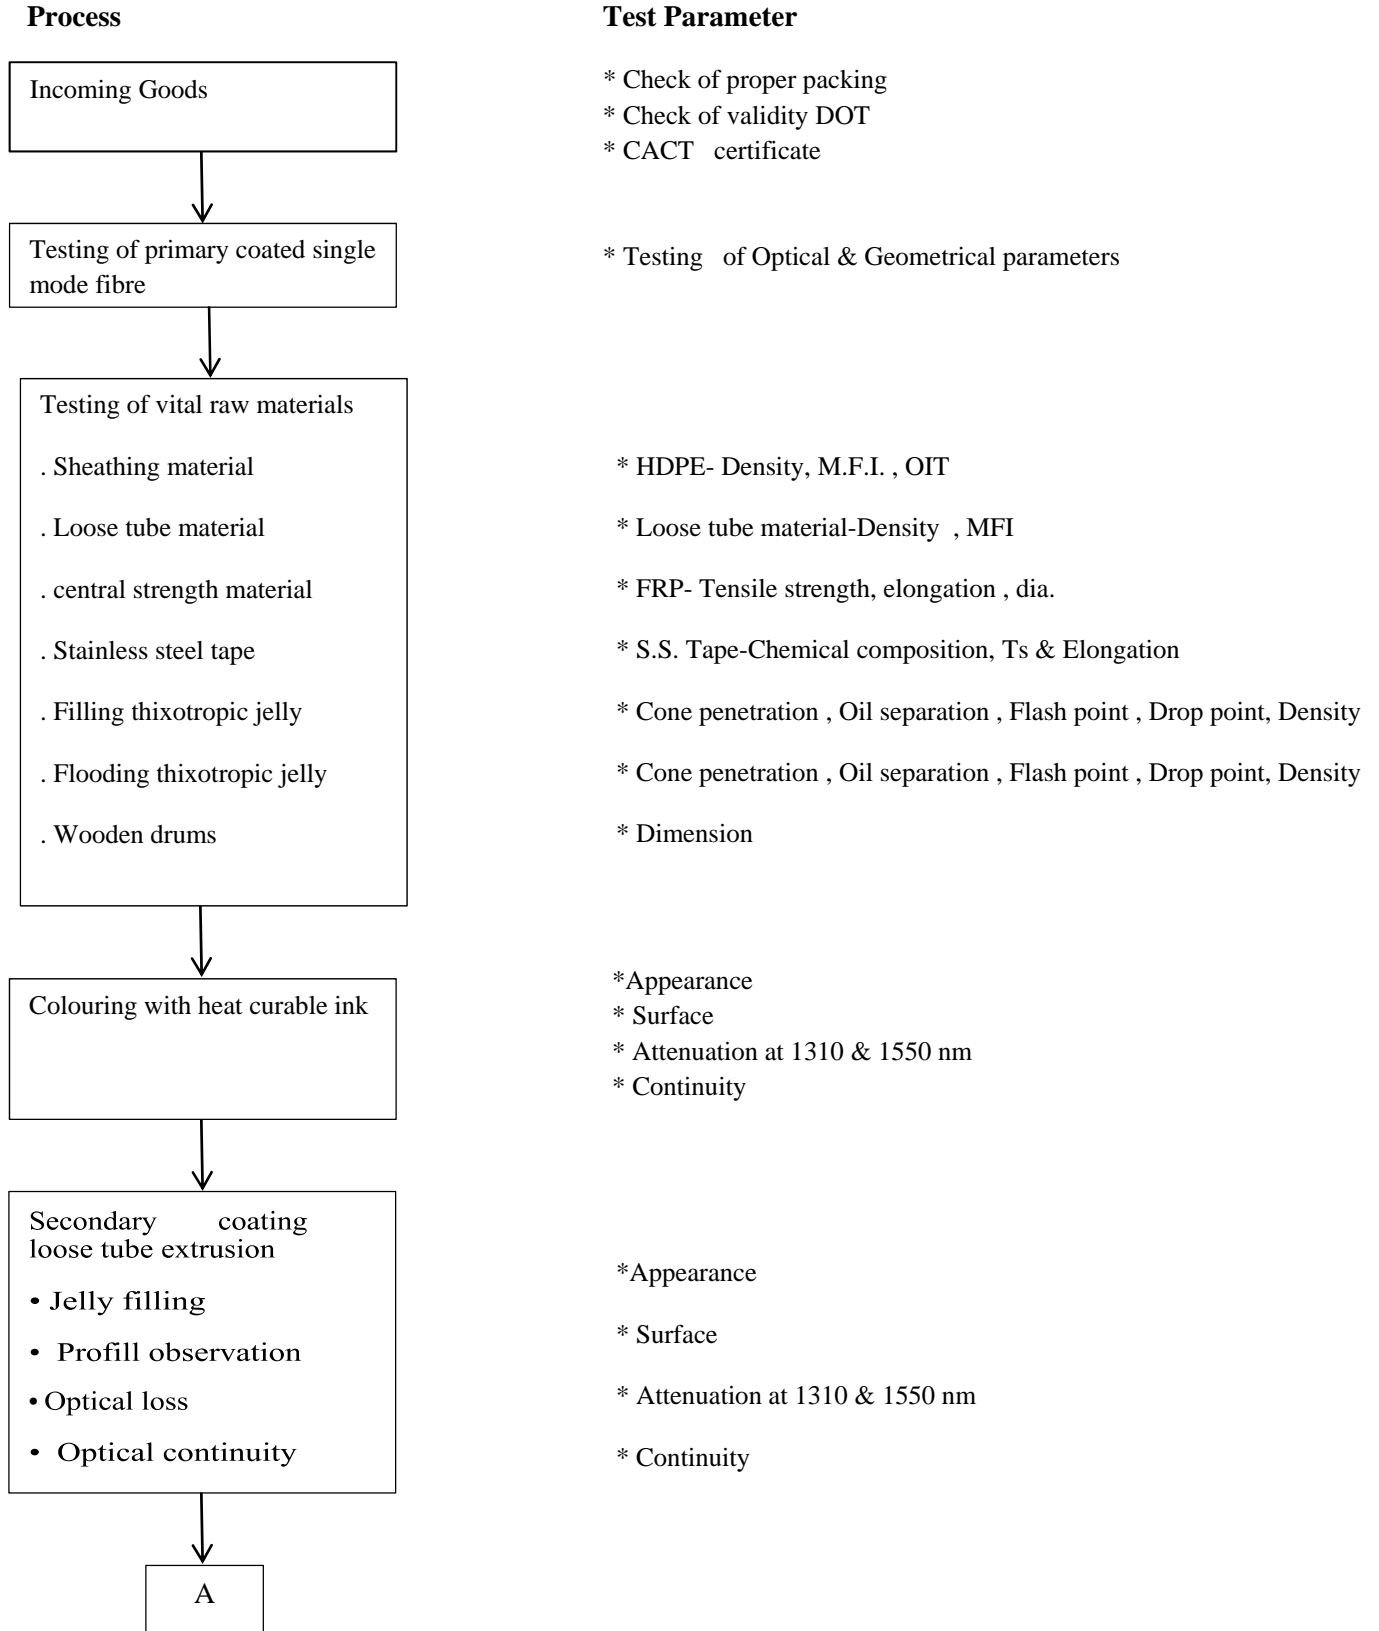 Process
Test Parameter
Incoming Goods
* Check of proper packing
* Check of validity DOT
* CACT certificate
Testing of primary coated single
mode fibre
* Testing of Optical & Geometrical parameters
Testing of vital raw materials
. Sheathing material
* HDPE- Density, M.F.I. , OIT
. Loose tube material
* Loose tube material-Density , MFI
. central strength material
* FRP- Tensile strength, elongation , dia.
. Stainless steel tape
* S.S. Tape-Chemical composition, Ts & Elongation
. Filling thixotropic jelly
* Cone penetration , Oil separation , Flash point , Drop point, Density
. Flooding thixotropic jelly
* Cone penetration , Oil separation , Flash point , Drop point, Density
. Wooden drums
* Dimension
Colouring with heat curable ink
*Appearance
* Surface
* Attenuation at 1310 & 1550 nm
* Continuity
Secondary coating
loose tube extrusion
• Jelly filling
• Profill observation
• Optical loss
• Optical continuity
*Appearance
* Surface
* Attenuation at 1310 & 1550 nm
* Continuity
A